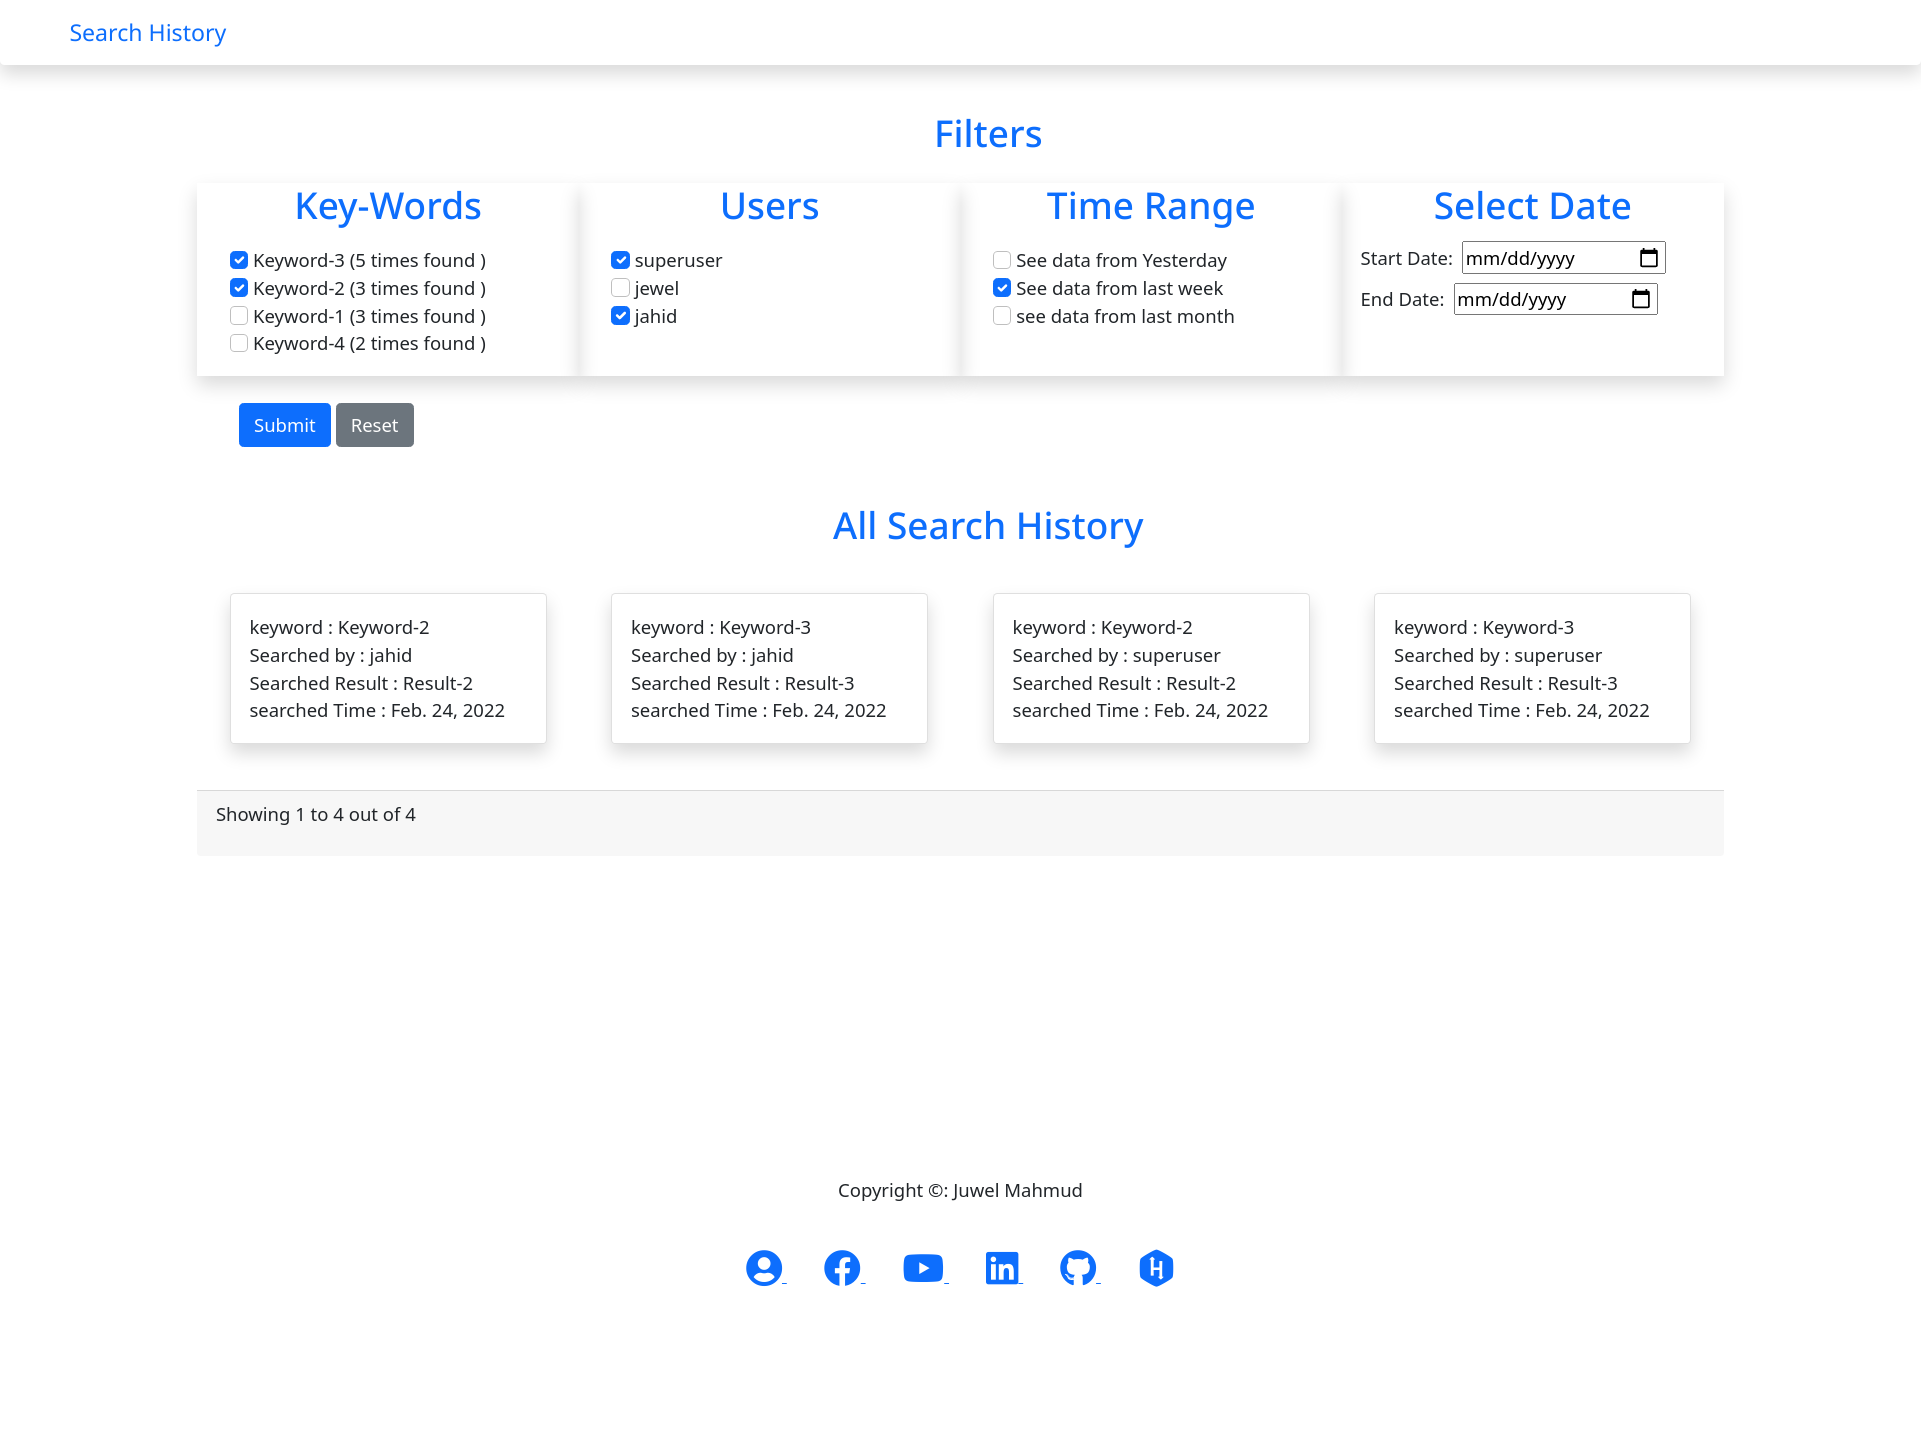 Search History
Filters
Key-Words
Keyword-3 (5 times found )
Keyword-2 (3 times found )
Keyword-1 (3 times found )
Keyword-4 (2 times found )
Users
superuser
jewel
jahid
Time Range
See data from Yesterday
See data from last week
see data from last month
Select Date
Start Date: mm/dd/yyyy
End Date: mm/dd/yyyy
Submit Reset
All Search History
keyword : Keyword-2
Searched by : jahid
Searched Result : Result-2
searched Time : Feb. 24, 2022
keyword : Keyword-3
Searched by : jahid
Searched Result : Result-3
searched Time : Feb. 24, 2022
keyword : Keyword-2
Searched by : superuser
Searched Result : Result-2
searched Time : Feb. 24, 2022
keyword : Keyword-3
Searched by : superuser
Searched Result : Result-3
searched Time : Feb. 24, 2022
Showing 1 to 4 out of 4
Copyright ©: Juwel Mahmud